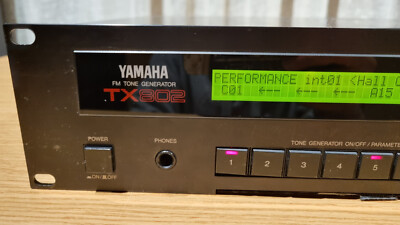 YAMAHA
FM TONE GENERATOR
TX802
PERFORMANCE int01 <Hall
C01 <-- <-- <-- A15
POWER
PHONES
TONE GENERATOR ON/OFF/PARAMETE
1 2 3 4 5
ON/OFF